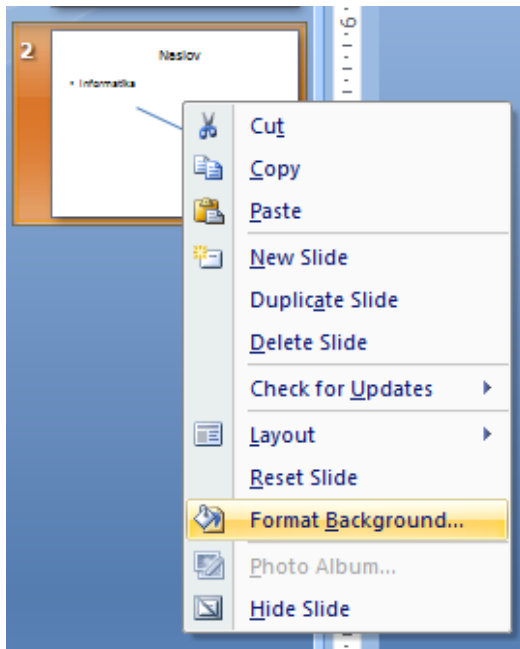 2
Naslov
• Informatika
Cut
Copy
Paste
New Slide
Duplicate Slide
Delete Slide
Check for Updates
Layout
Reset Slide
Format Background...
Photo Album...
Hide Slide